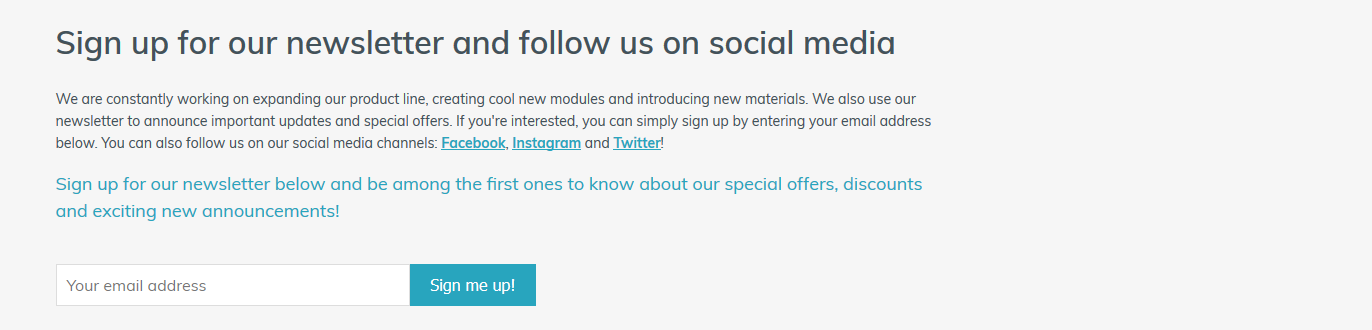 Sign up for our newsletter and follow us on social media
We are constantly working on expanding our product line, creating cool new modules and introducing new materials. We also use our
newsletter to announce important updates and special offers. If you're interested, you can simply sign up by entering your email address
below. You can also follow us on our social media channels: Facebook, Instagram and Twitter!
Sign up for our newsletter below and be among the first ones to know about our special offers, discounts
and exciting new announcements!
Your email address
Sign me up!